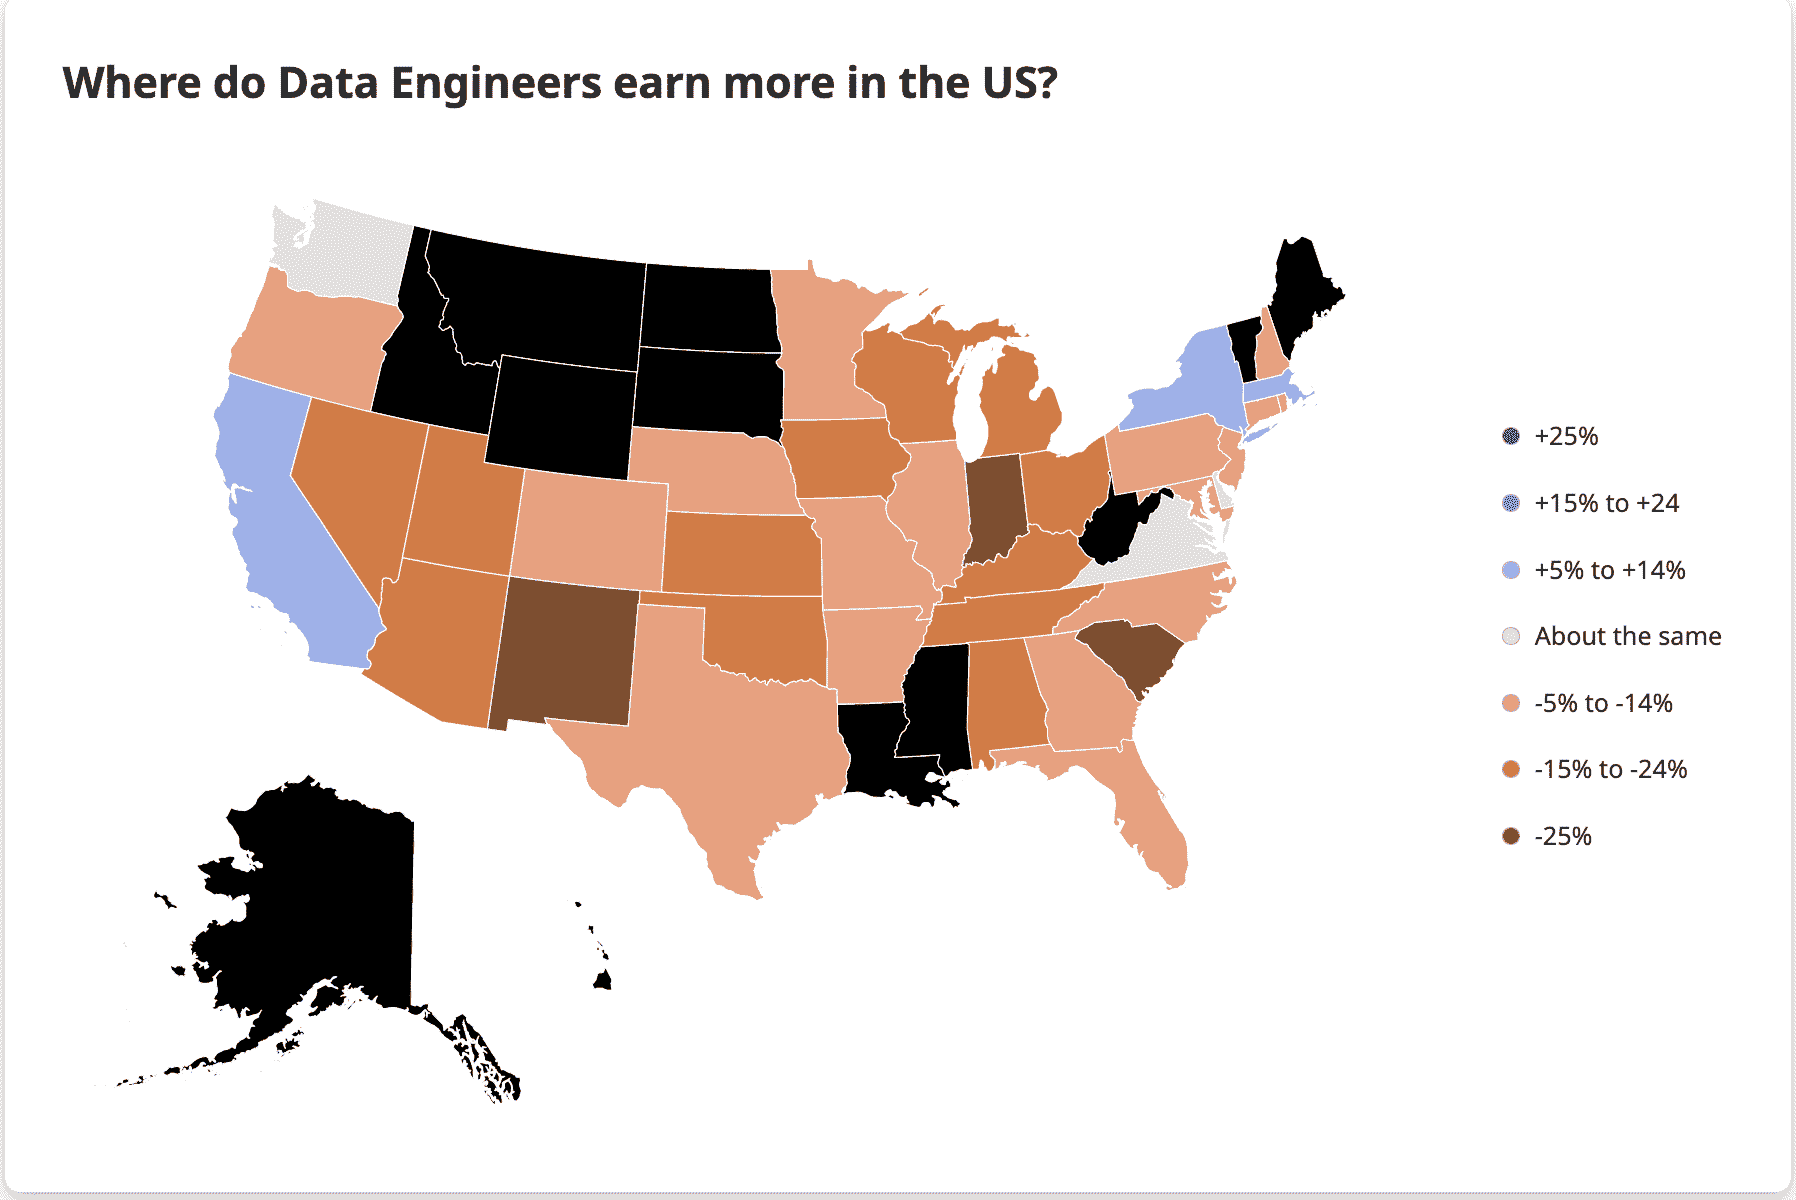 Where do Data Engineers earn more in the US?
+25%
+15% to +24
+5% to +14%
About the same
-5% to -14%
-15% to -24%
-25%